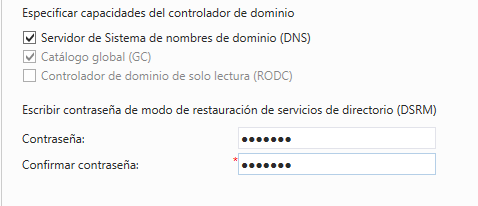 Especificar capacidades del controlador de dominio
Servidor de Sistema de nombres de dominio (DNS)
Catálogo global (GC)
Controlador de dominio de solo lectura (RODC)
Escribir contraseña de modo de restauración de servicios de directorio (DSRM)
Contraseña: •••••••
Confirmar contraseña: * •••••••